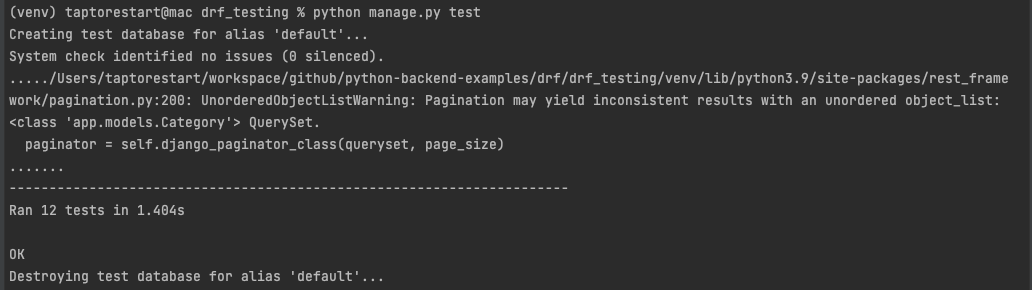 (venv) taptorestart@mac drf_testing % python manage.py test
Creating test database for alias 'default'...
System check identified no issues (0 silenced).
...../Users/taptorestart/workspace/github/python-backend-examples/drf/drf_testing/venv/lib/python3.9/site-packages/rest_frame
work/pagination.py:200: UnorderedObjectListWarning: Pagination may yield inconsistent results with an unordered object_list:
<class 'app.models.Category'> QuerySet.
  paginator = self.django_paginator_class(queryset, page_size)
.......
----------------------------------------------------------------------
Ran 12 tests in 1.404s

OK
Destroying test database for alias 'default'...